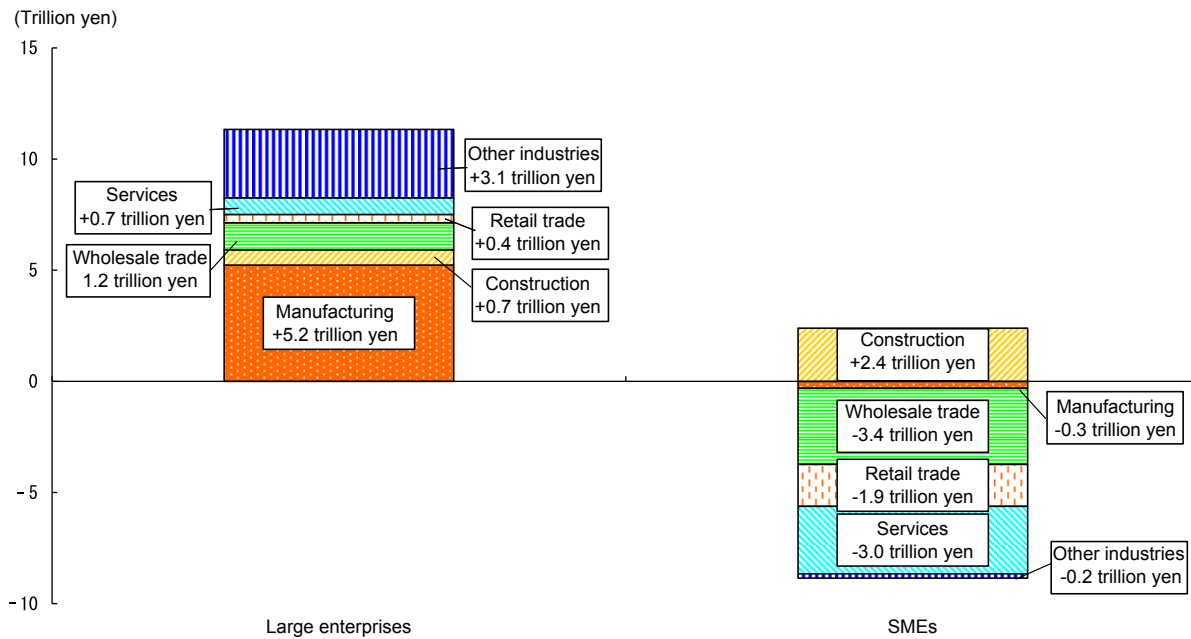 (Trillion yen)
15
10
5
0
-5
-10
Other industries
+3.1 trillion yen
Services
+0.7 trillion yen
Retail trade
+0.4 trillion yen
Wholesale trade
1.2 trillion yen
Construction
+0.7 trillion yen
Manufacturing
+5.2 trillion yen
Construction
+2.4 trillion yen
Manufacturing
-0.3 trillion yen
Wholesale trade
-3.4 trillion yen
Retail trade
-1.9 trillion yen
Services
-3.0 trillion yen
Other industries
-0.2 trillion yen
Large enterprises
SMEs